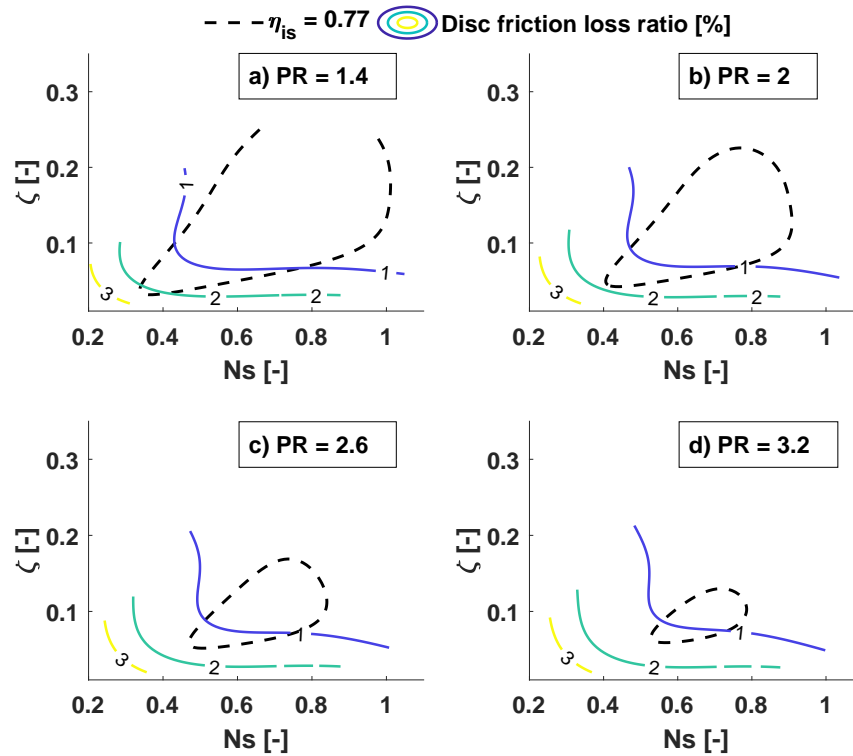 η_is = 0.77 Disc friction loss ratio [%]
a) PR = 1.4
ζ [-]
0.3
0.2
0.1
1
1
2
2
3
0.2 0.4 0.6 0.8 1
Ns [-]
b) PR = 2
ζ [-]
0.3
0.2
0.1
1
2
2
3
0.2 0.4 0.6 0.8 1
Ns [-]
c) PR = 2.6
ζ [-]
0.3
0.2
0.1
1
2
3
0.2 0.4 0.6 0.8 1
Ns [-]
d) PR = 3.2
ζ [-]
0.3
0.2
0.1
1
2
3
0.2 0.4 0.6 0.8 1
Ns [-]